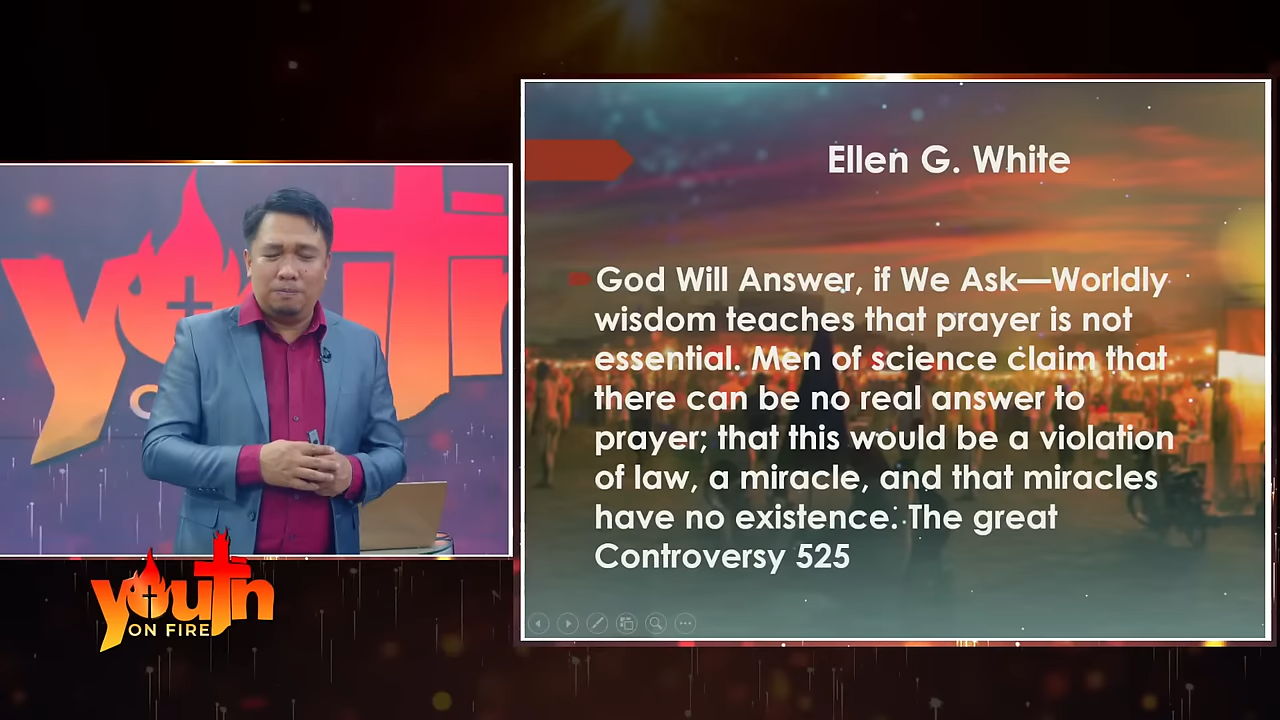 Ellen G. White
God Will Answer, if We Ask—Worldly
wisdom teaches that prayer is not
essential. Men of science claim that
there can be no real answer to
prayer; that this would be a violation
of law, a miracle, and that miracles
have no existence. The great
Controversy 525
youth
ON FIRE